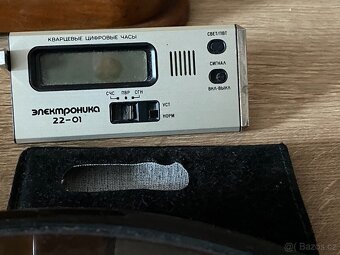 КВАРЦЕВЫЕ ЦИФРОВЫЕ ЧАСЫ
СВЕТ/ПВТ
СИГНАЛ
ВКЛ-ВЫКЛ
СЧС ПВР СГН
УСТ
НОРМ
ЭЛЕКТРОНИКА
22-01
Bazos.cz